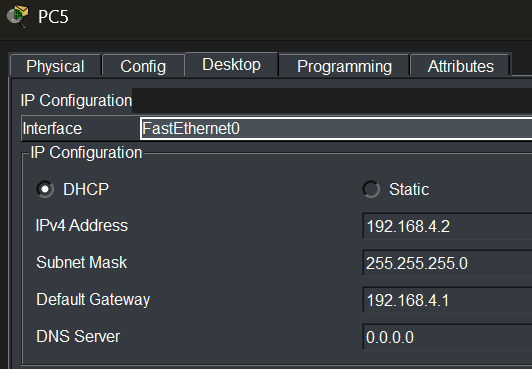 PC5
Physical Config Desktop Programming Attributes
IP Configuration
Interface FastEthernet0
IP Configuration
DHCP Static
IPv4 Address 192.168.4.2
Subnet Mask 255.255.255.0
Default Gateway 192.168.4.1
DNS Server 0.0.0.0